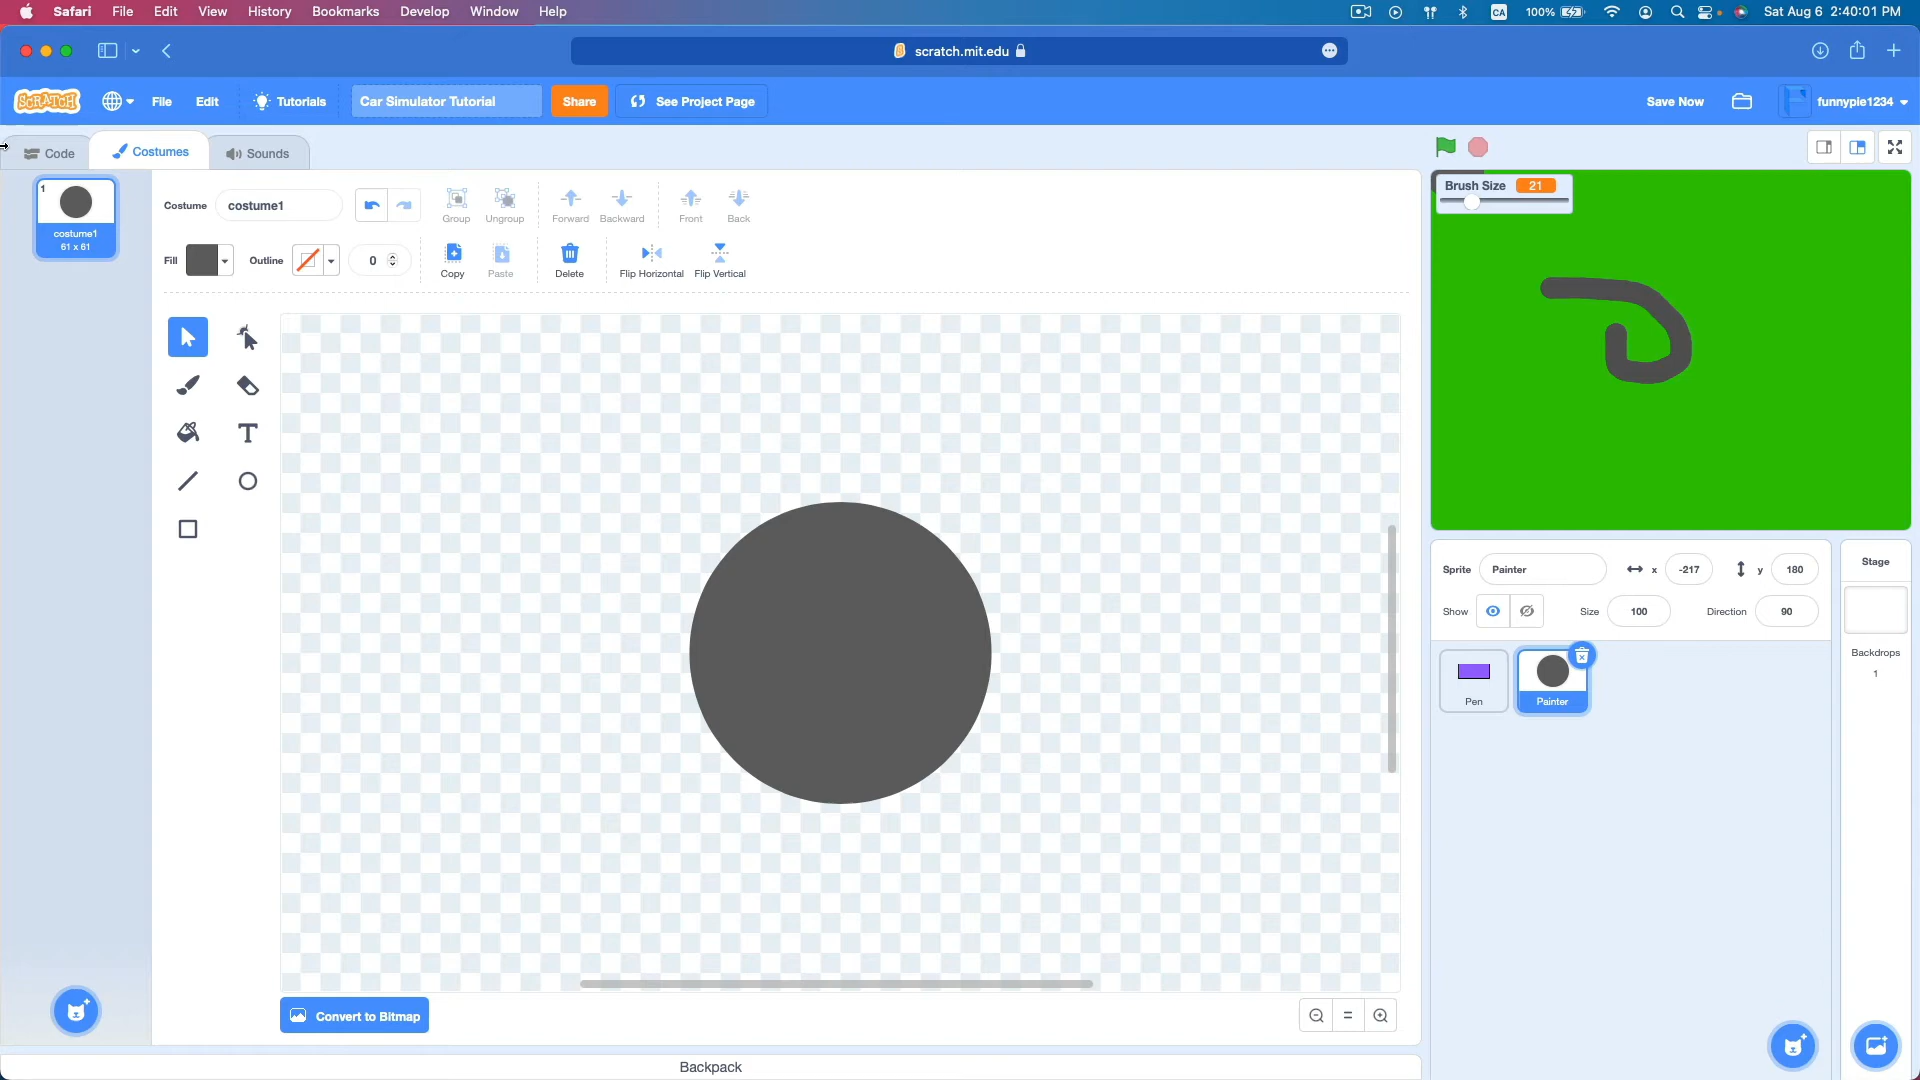 Safari File Edit View History Bookmarks Develop Window Help CA 100% Sat Aug 6 2:40:01 PM
scratch.mit.edu
SCRATCH File Edit Tutorials Car Simulator Tutorial Share See Project Page Save Now funnypie1234
Code Costumes Sounds
1
costume1
61 x 61
Costume costume1 Group Ungroup Forward Backward Front Back
Fill Outline 0 Copy Paste Delete Flip Horizontal Flip Vertical
T
Convert to Bitmap
=
Backpack
Brush Size 21
Sprite Painter x -217 y 180
Show Size 100 Direction 90
Pen
Painter
Stage
Backdrops
1